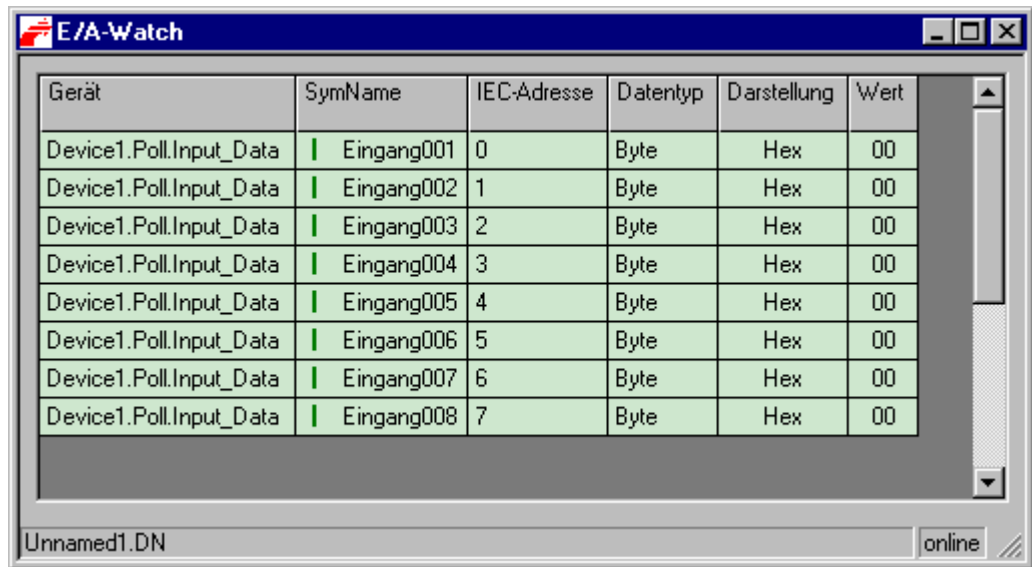 E/A-Watch
Gerät SymName IEC-Adresse Datentyp Darstellung Wert
Device1.Poll.Input_Data | Eingang001 0 Byte Hex 00
Device1.Poll.Input_Data | Eingang002 1 Byte Hex 00
Device1.Poll.Input_Data | Eingang003 2 Byte Hex 00
Device1.Poll.Input_Data | Eingang004 3 Byte Hex 00
Device1.Poll.Input_Data | Eingang005 4 Byte Hex 00
Device1.Poll.Input_Data | Eingang006 5 Byte Hex 00
Device1.Poll.Input_Data | Eingang007 6 Byte Hex 00
Device1.Poll.Input_Data | Eingang008 7 Byte Hex 00
Unnamed1.DN online